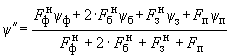 ψ″ = (F_ф^н ψ_ф + 2·F_б^н ψ_б + F_з^н ψ_з + F_п ψ_п) / (F_ф^н + 2·F_б^н + F_з^н + F_п)